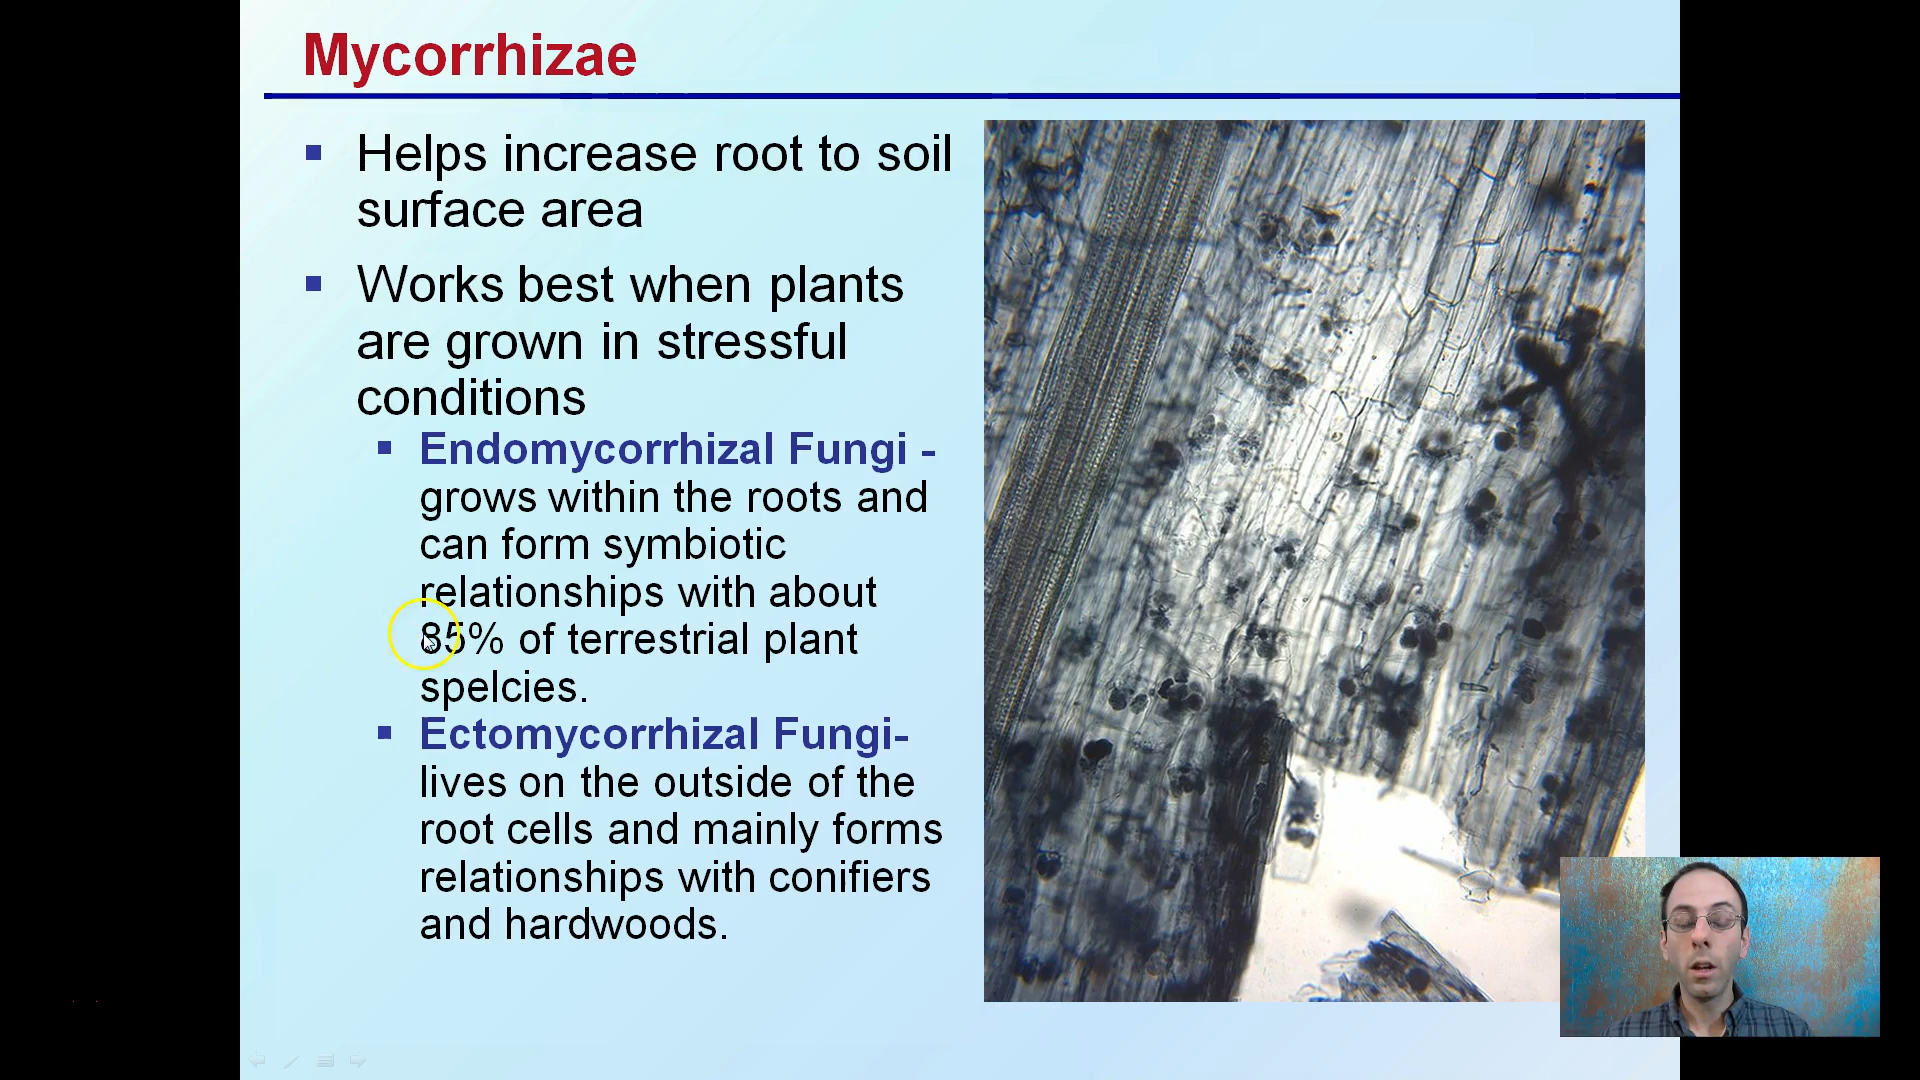 Mycorrhizae
Helps increase root to soil
surface area
Works best when plants
are grown in stressful
conditions
Endomycorrhizal Fungi -
grows within the roots and
can form symbiotic
relationships with about
85% of terrestrial plant
spelcies.
Ectomycorrhizal Fungi-
lives on the outside of the
root cells and mainly forms
relationships with conifiers
and hardwoods.